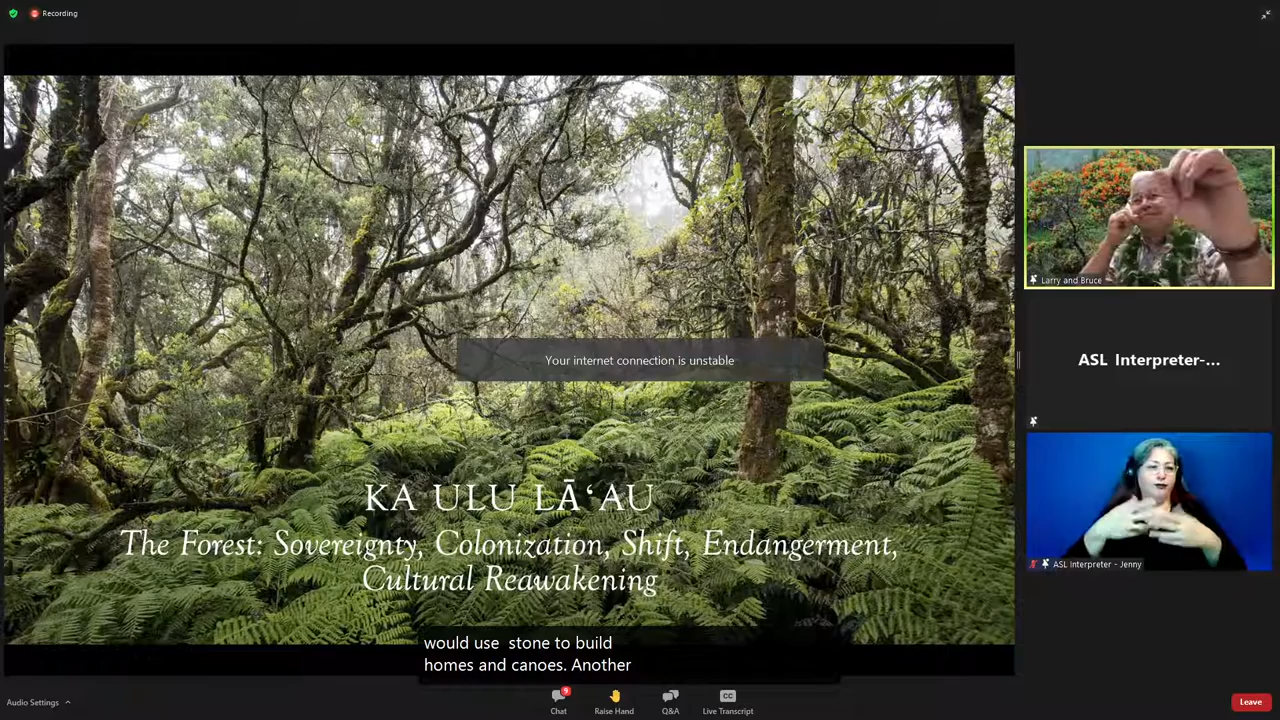 Recording
Larry and Bruce
ASL Interpreter-...
Your internet connection is unstable
KA ULU LĀʻAU
The Forest: Sovereignty, Colonization, Shift, Endangerment,
Cultural Reawakening
ASL Interpreter - Jenny
would use  stone to build
homes and canoes. Another
Audio Settings
9
Chat
Raise Hand
Q&A
CC
Live Transcript
Leave